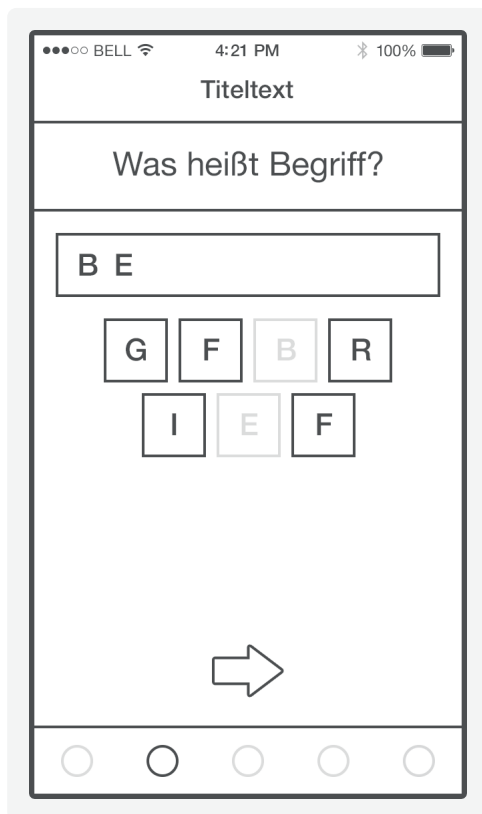 BELL 4:21 PM 100%
Titeltext
Was heißt Begriff?
B E
G F B R
I E F